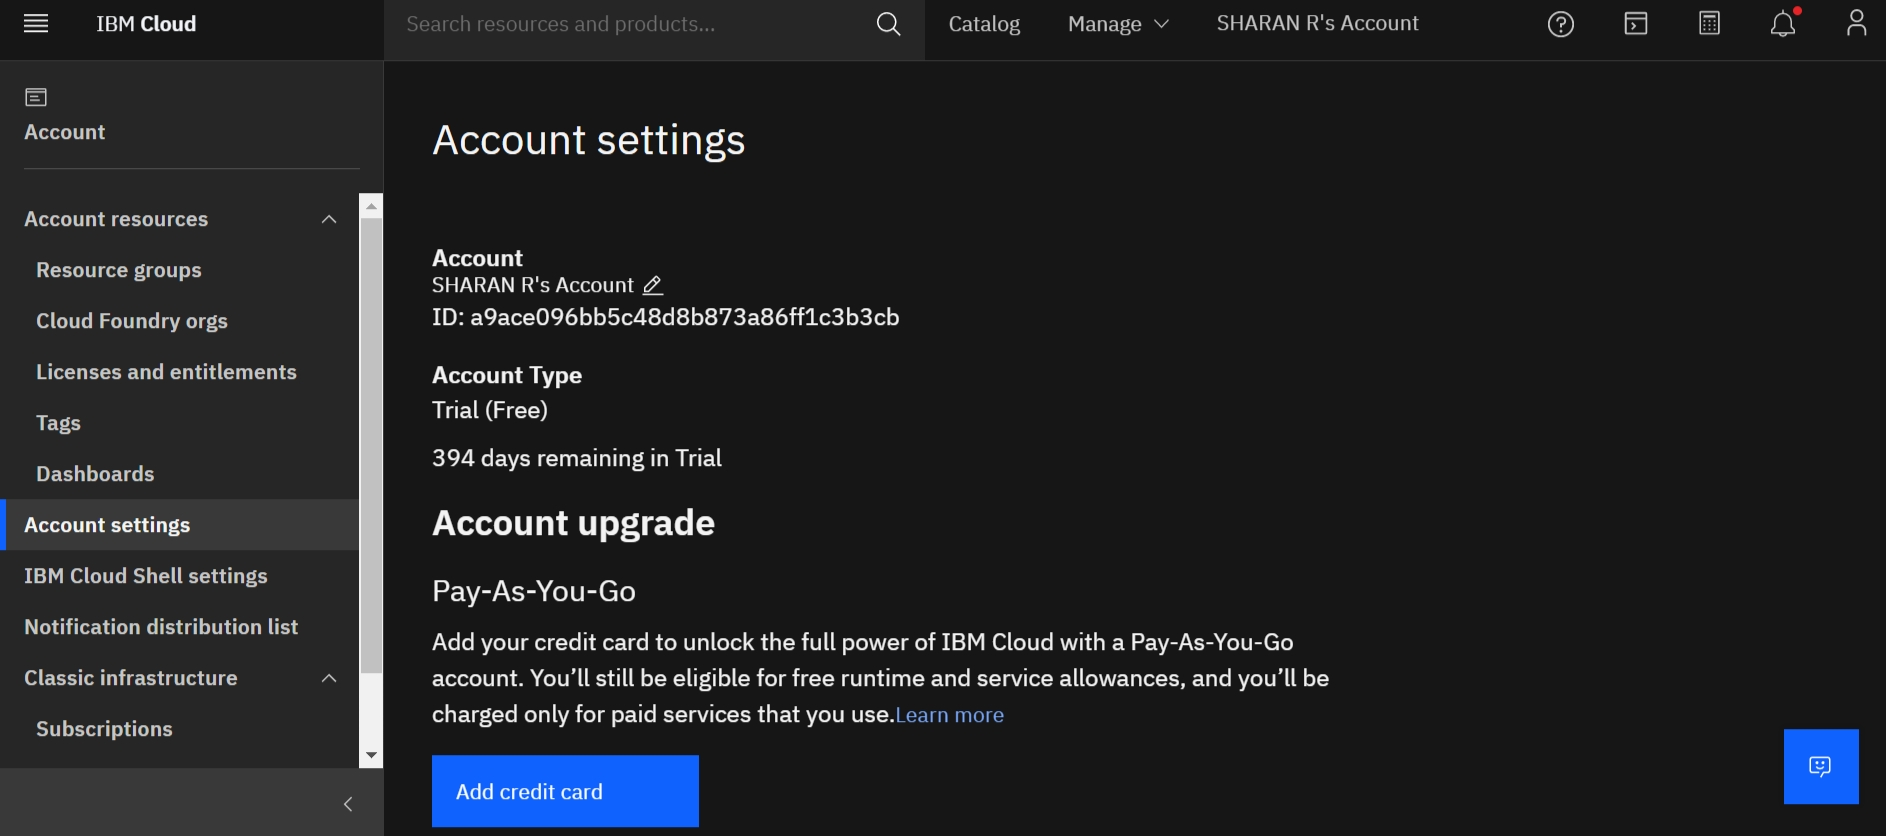 IBM Cloud
Search resources and products...
Catalog
Manage
SHARAN R's Account
Account
Account resources
Resource groups
Cloud Foundry orgs
Licenses and entitlements
Tags
Dashboards
Account settings
IBM Cloud Shell settings
Notification distribution list
Classic infrastructure
Subscriptions
Account settings
Account
SHARAN R's Account
ID: a9ace096bb5c48d8b873a86ff1c3b3cb
Account Type
Trial (Free)
394 days remaining in Trial
Account upgrade
Pay-As-You-Go
Add your credit card to unlock the full power of IBM Cloud with a Pay-As-You-Go
account. You’ll still be eligible for free runtime and service allowances, and you’ll be
charged only for paid services that you use.Learn more
Add credit card